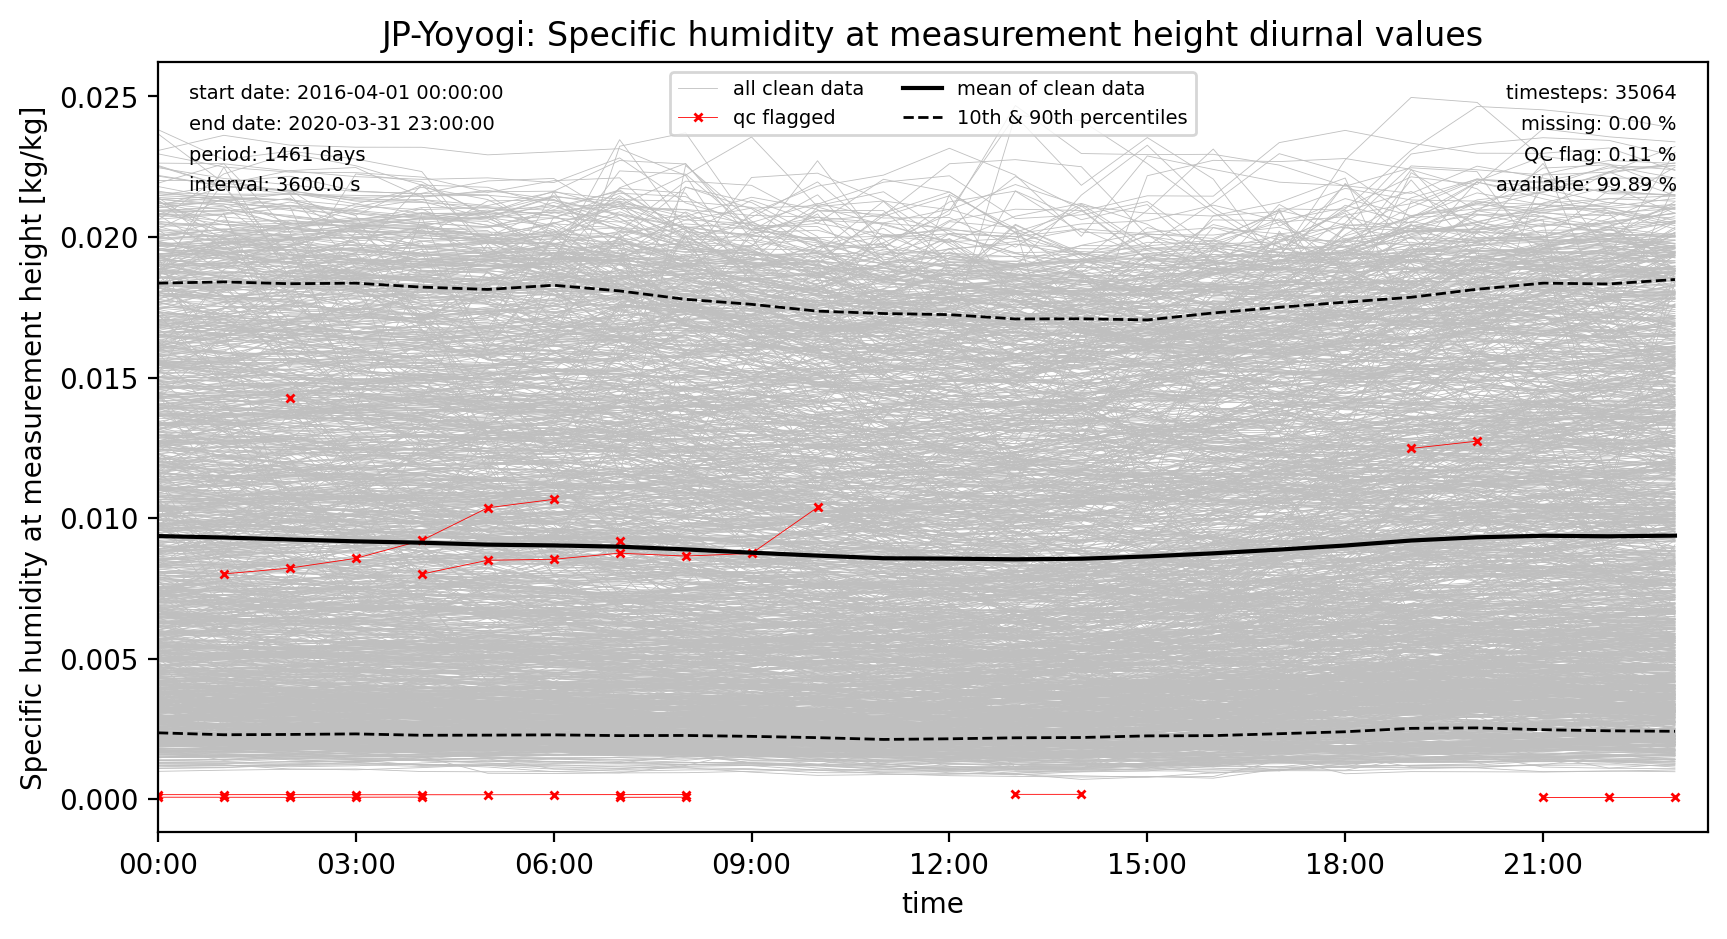 JP-Yoyogi: Specific humidity at measurement height diurnal values
Specific humidity at measurement height [kg/kg]
0.025
0.020
0.015
0.010
0.005
0.000
start date: 2016-04-01 00:00:00
end date: 2020-03-31 23:00:00
period: 1461 days
interval: 3600.0 s
all clean data
qc flagged
mean of clean data
10th & 90th percentiles
timesteps: 35064
missing: 0.00 %
QC flag: 0.11 %
available: 99.89 %
00:00 03:00 06:00 09:00 12:00 15:00 18:00 21:00
time